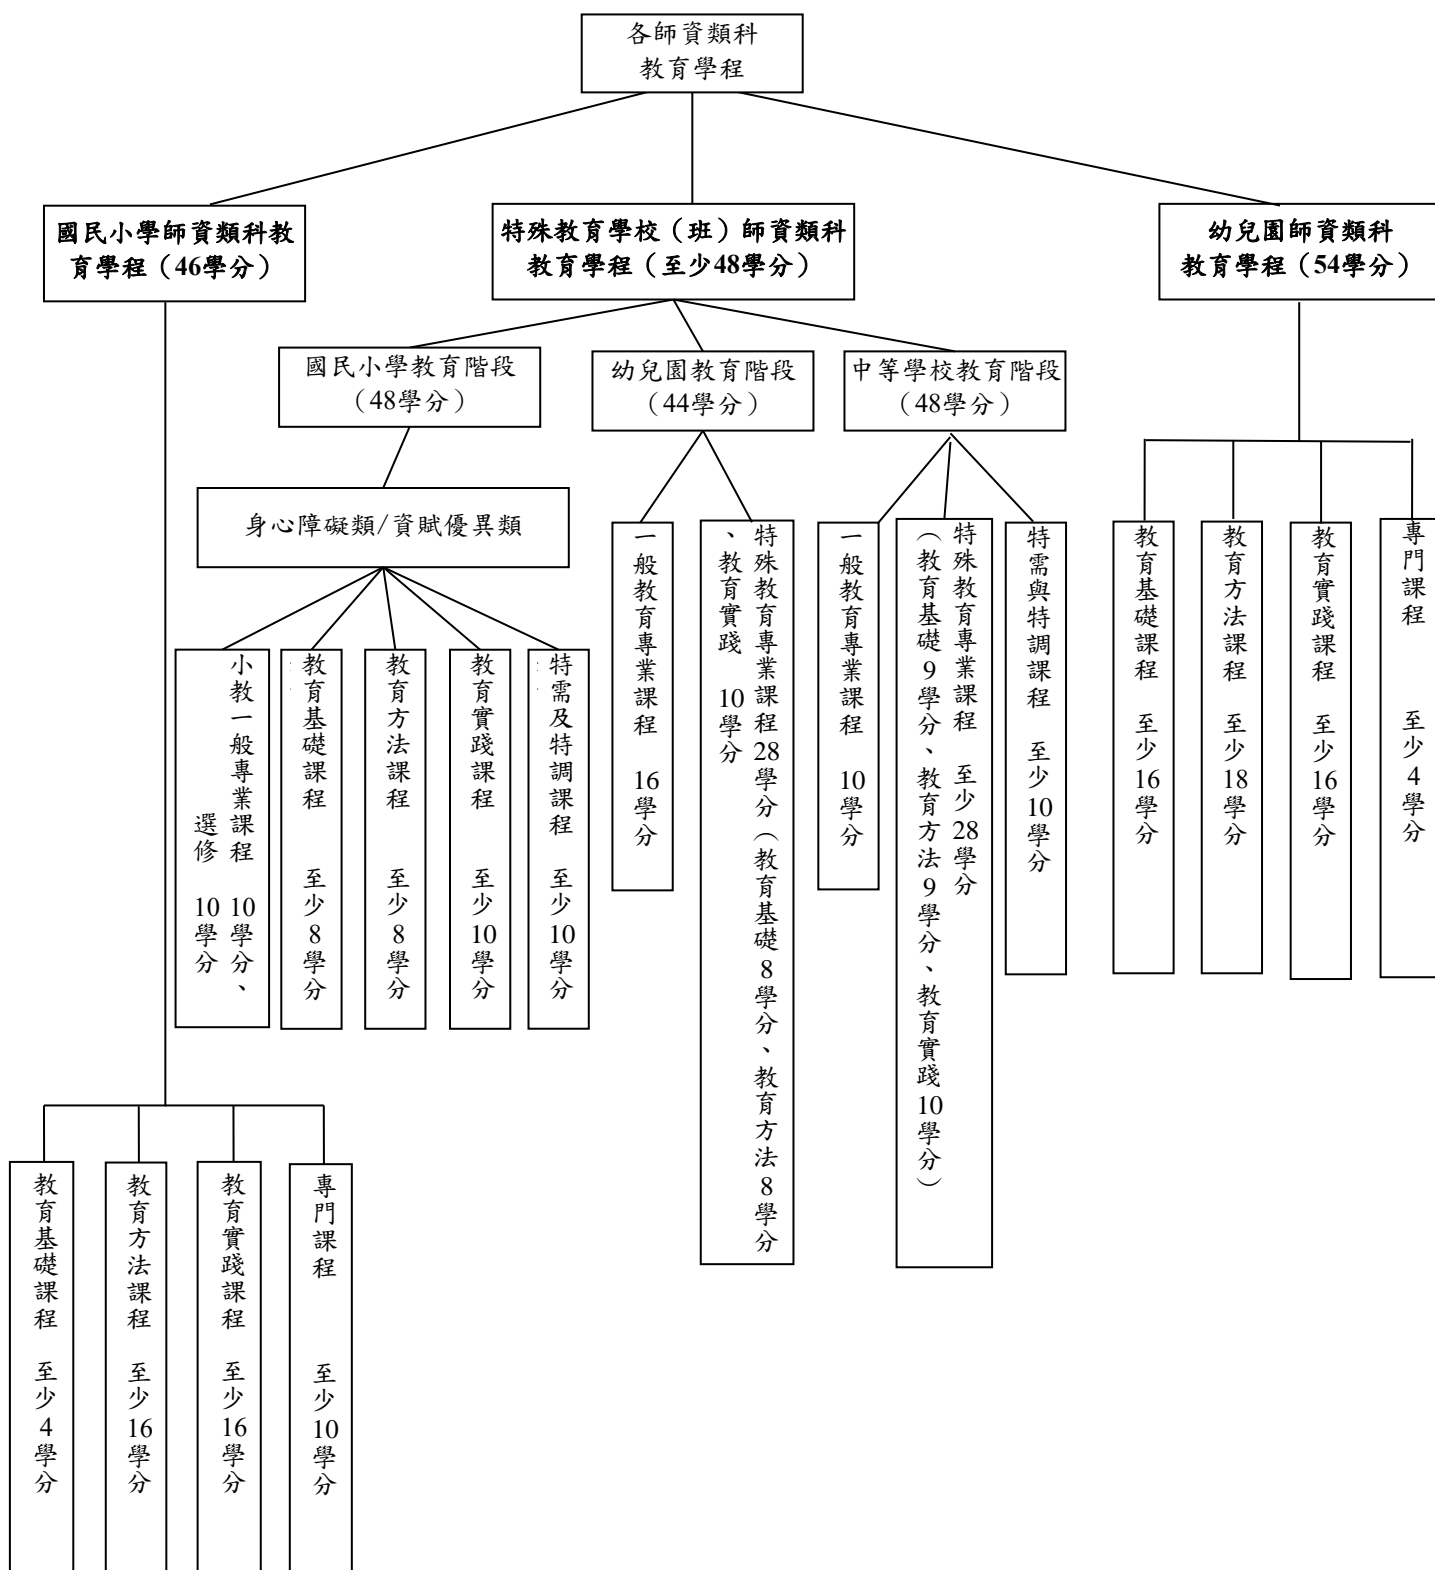 各師資類科
教育學程
國民小學師資類科教
育學程（46學分）
特殊教育學校（班）師資類科
教育學程（至少48學分）
幼兒園師資類科
教育學程（54學分）
國民小學教育階段
（48學分）
幼兒園教育階段
（44學分）
中等學校教育階段
（48學分）
身心障礙類/資賦優異類
小教一般專業課程 10學分、
選修 10學分
教育基礎課程 至少8學分
教育方法課程 至少8學分
教育實踐課程 至少10學分
特需及特調課程 至少10學分
一般教育專業課程 16學分
特殊教育專業課程28學分（教育基礎8學分、教育方法8學分
、教育實踐 10學分
一般教育專業課程 10學分
特殊教育專業課程 至少28學分
（教育基礎9學分、教育方法9學分、教育實踐10學分）
特需與特調課程 至少10學分
教育基礎課程 至少16學分
教育方法課程 至少18學分
教育實踐課程 至少16學分
專門課程 至少4學分
教育基礎課程 至少4學分
教育方法課程 至少16學分
教育實踐課程 至少16學分
專門課程 至少10學分